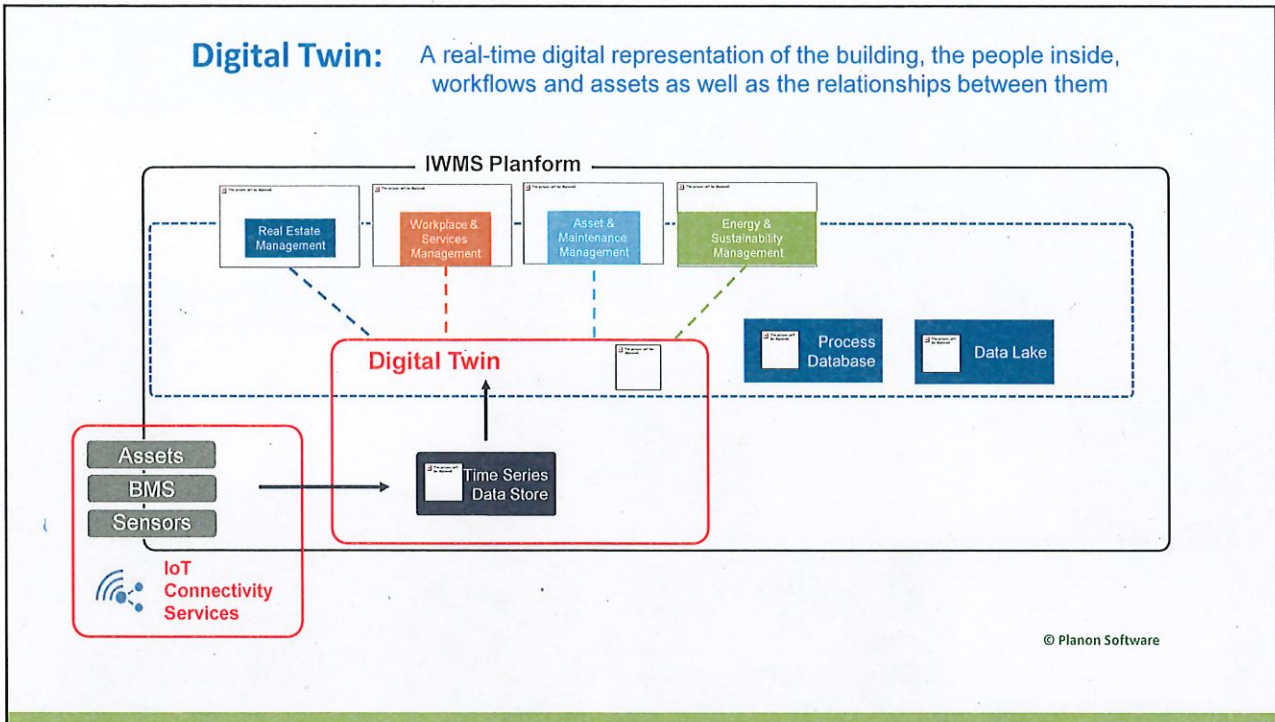 Digital Twin:
A real-time digital representation of the building, the people inside,
workflows and assets as well as the relationships between them
IWMS Planform
Real Estate
Management
Workplace &
Services
Management
Asset &
Maintenance
Management
Energy &
Sustainability
Management
Digital Twin
Process
Database
Data Lake
Assets
BMS
Sensors
Time Series
Data Store
IoT
Connectivity
Services
© Planon Software